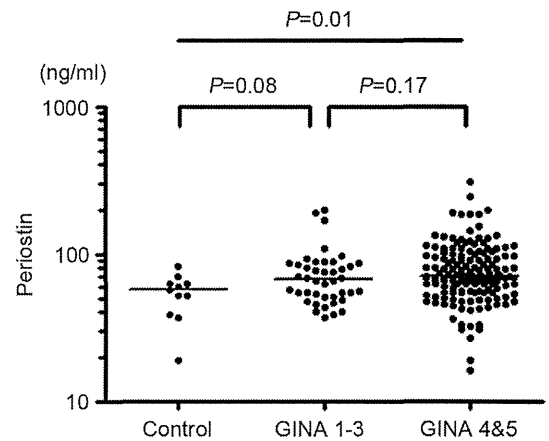 P=0.01
(ng/ml)
P=0.08
P=0.17
1000
100
10
Periostin
Control
GINA 1-3
GINA 4&5